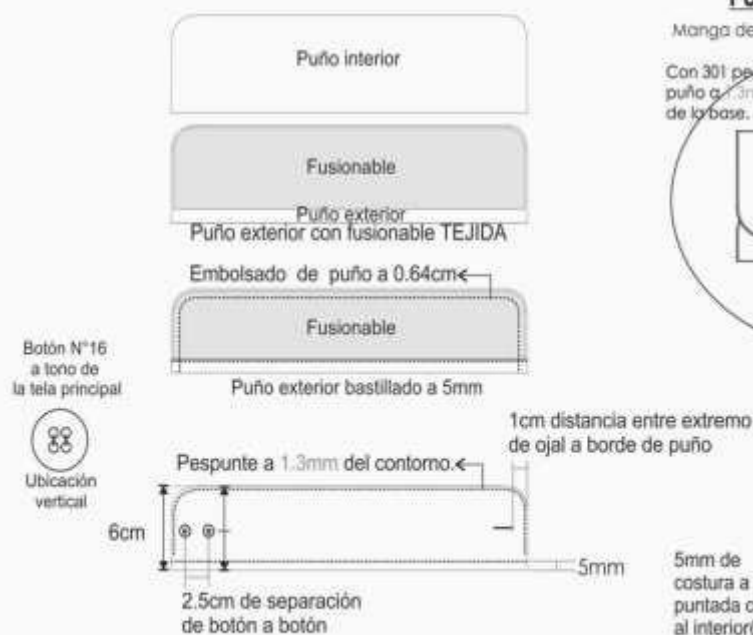 Puño interior
Fusionable
Puño exterior
Puño exterior con fusionable TEJIDA
Embolsado de puño a 0.64cm
Fusionable
Puño exterior bastillado a 5mm
Botón N°16
a tono de
la tela principal
Ubicación
vertical
1cm distancia entre extremo
de ojal a borde de puño
Pespunte a 1.3mm del contorno.
6cm
5mm
2.5cm de separación
de botón a botón
Manga de
Con 301
puño a
de la base.
5mm de
costura a
puntada
al interior